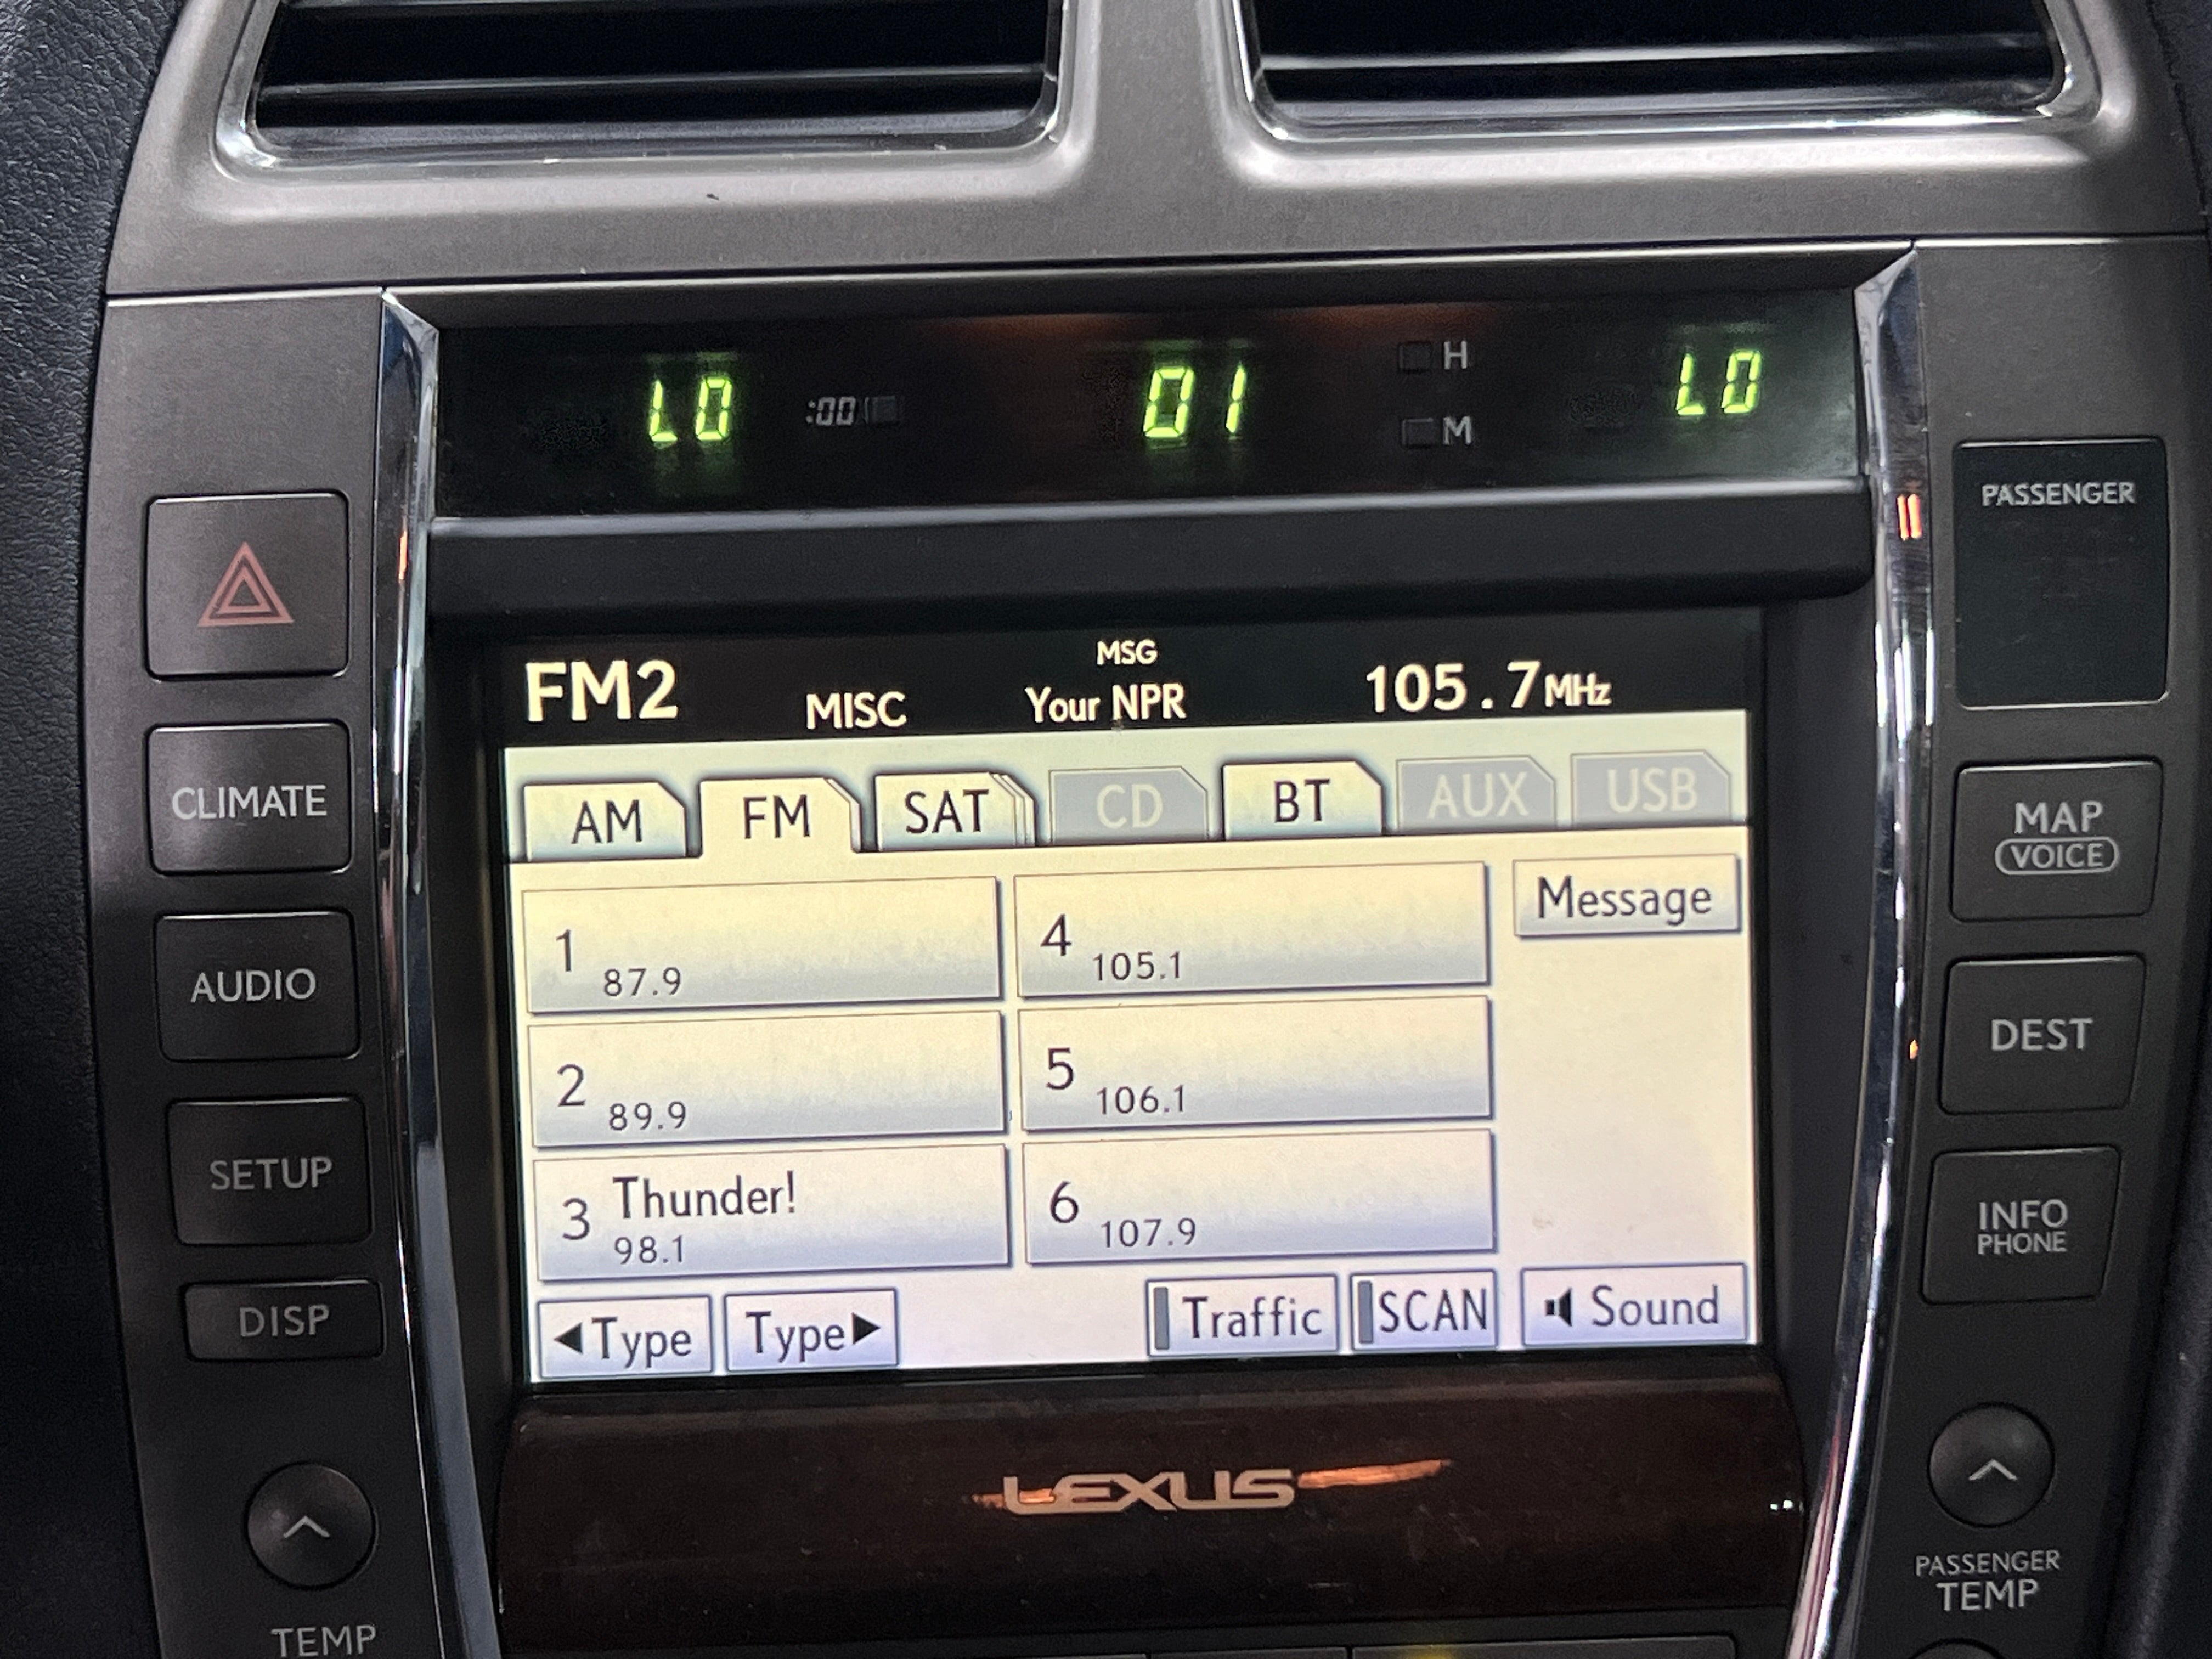 LO :00 01 H LO
M
PASSENGER
FM2 MISC MSG 105.7MHz
Your NPR
AM FM SAT CD BT AUX USB
1 87.9
4 105.1
Message
2 89.9
5 106.1
3 Thunder!
98.1
6 107.9
◀Type Type▶ Traffic SCAN Sound
CLIMATE
AUDIO
SETUP
DISP
TEMP
MAP
VOICE
DEST
INFO
PHONE
PASSENGER
TEMP
LEXUS